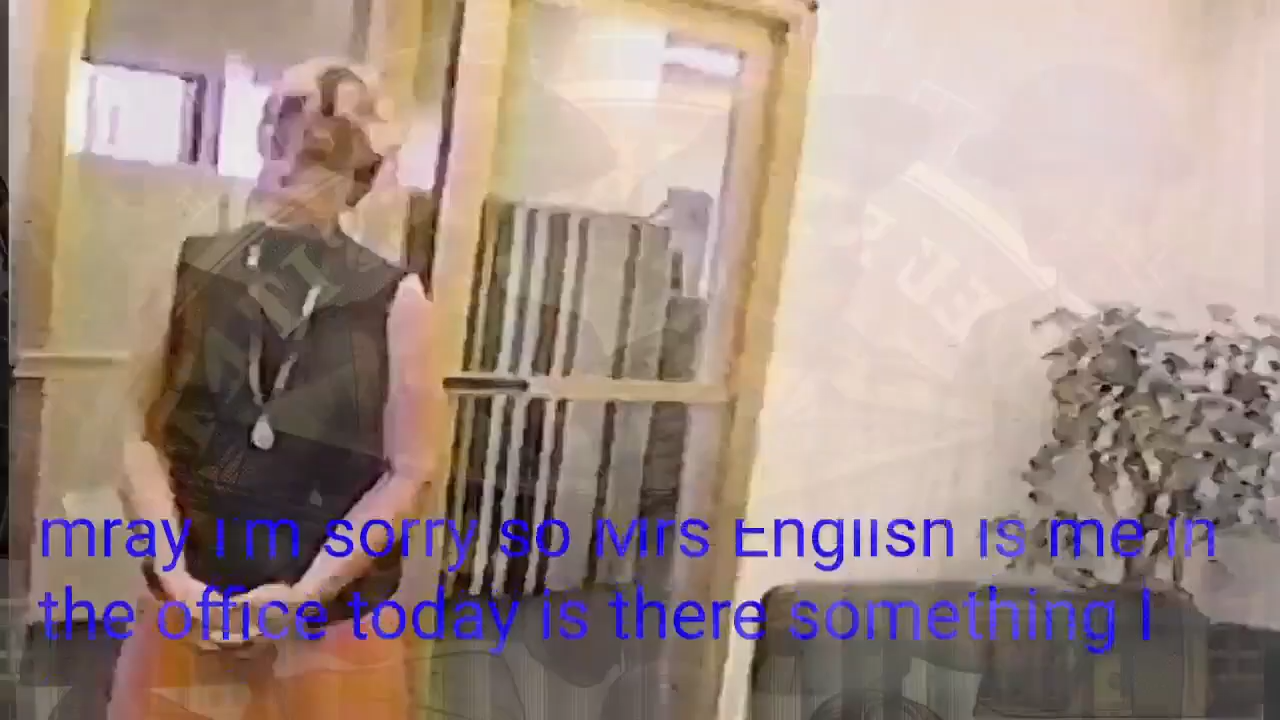 mray I'm sorry so Mrs English is me in
the office today is there something I